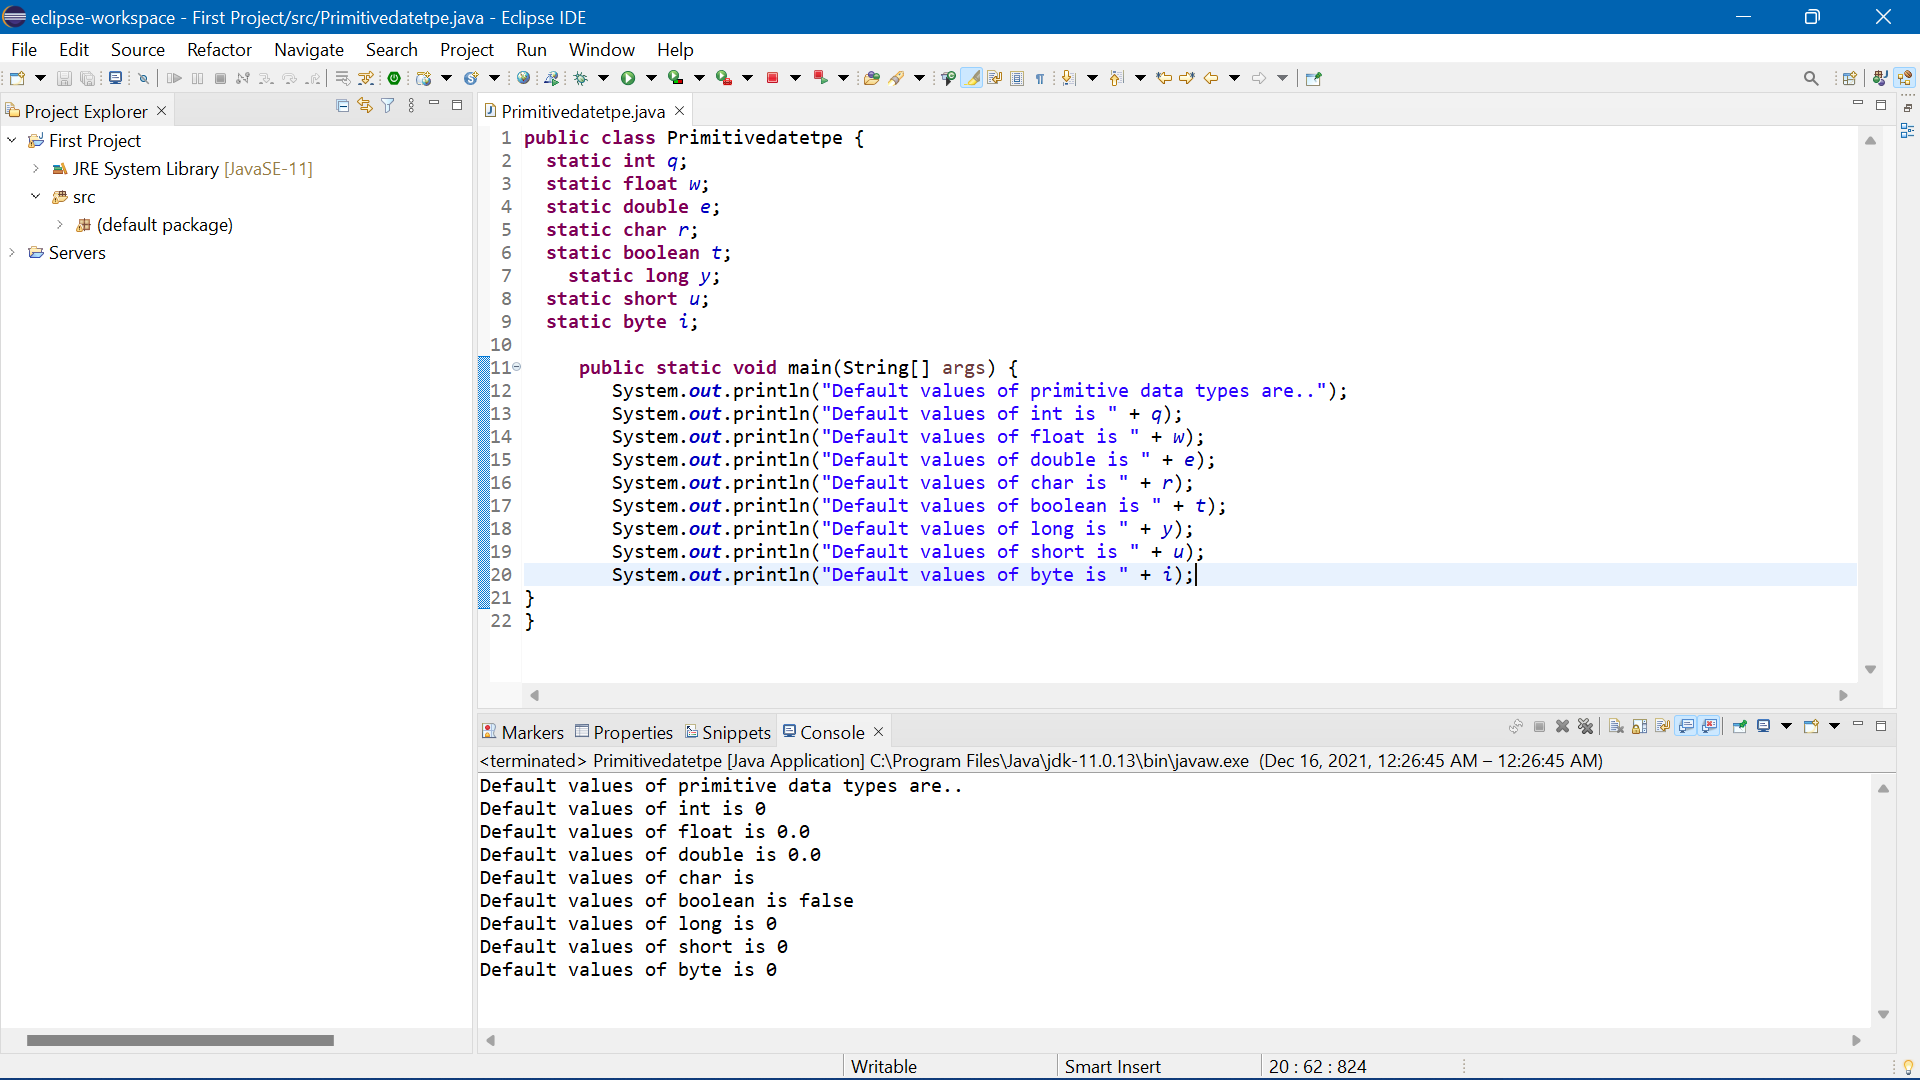 eclipse-workspace - First Project/src/Primitivedatetpe.java - Eclipse IDE
File Edit Source Refactor Navigate Search Project Run Window Help
Project Explorer
First Project
JRE System Library [JavaSE-11]
src
(default package)
Servers
Primitivedatetpe.java
1 public class Primitivedatetpe {
2 static int q;
3 static float w;
4 static double e;
5 static char r;
6 static boolean t;
7 static long y;
8 static short u;
9 static byte i;
10
11 public static void main(String[] args) {
12 System.out.println("Default values of primitive data types are..");
13 System.out.println("Default values of int is " + q);
14 System.out.println("Default values of float is " + w);
15 System.out.println("Default values of double is " + e);
16 System.out.println("Default values of char is " + r);
17 System.out.println("Default values of boolean is " + t);
18 System.out.println("Default values of long is " + y);
19 System.out.println("Default values of short is " + u);
20 System.out.println("Default values of byte is " + i);
21 }
22 }
Markers Properties Snippets Console
<terminated> Primitivedatetpe [Java Application] C:\Program Files\Java\jdk-11.0.13\bin\javaw.exe (Dec 16, 2021, 12:26:45 AM – 12:26:45 AM)
Default values of primitive data types are..
Default values of int is 0
Default values of float is 0.0
Default values of double is 0.0
Default values of char is
Default values of boolean is false
Default values of long is 0
Default values of short is 0
Default values of byte is 0
Writable Smart Insert 20 : 62 : 824